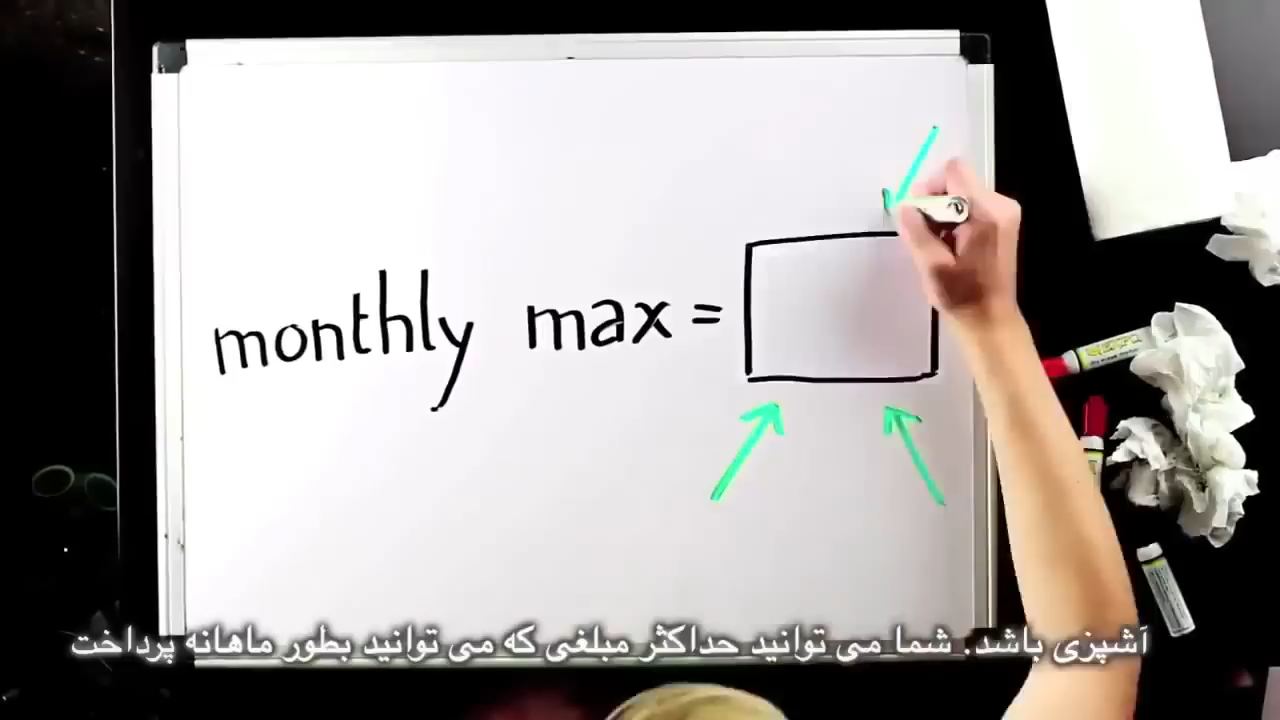 monthly max =
آشپزی باشد. شما می توانید حداکثر مبلغی که می توانید بطور ماهانه پرداخت